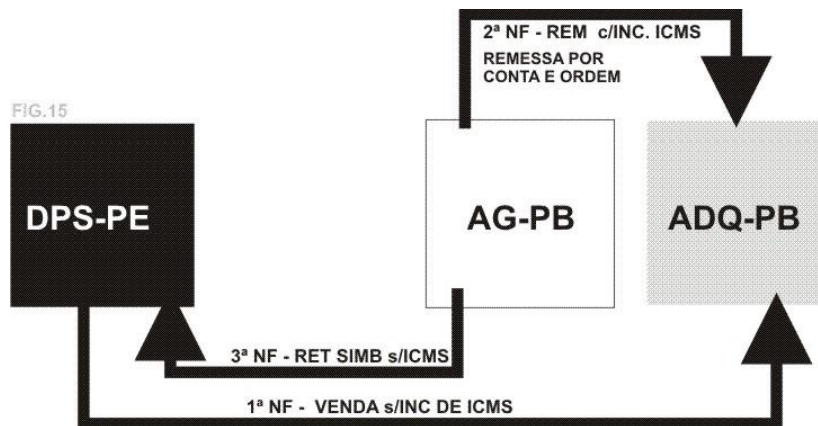 2ª NF - REM c/INC. ICMS
REMESSA POR
CONTA E ORDEM
FIG.15
DPS-PE
AG-PB
ADQ-PB
3ª NF - RET SIMB s/ICMS
1ª NF - VENDA s/INC DE ICMS